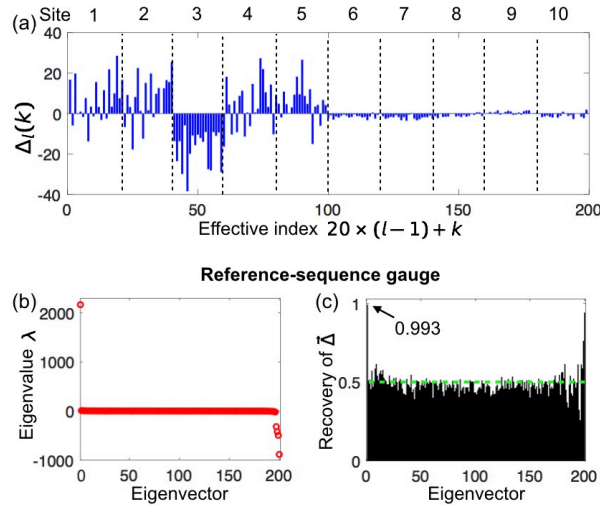 (a)
Site 1 2 3 4 5 6 7 8 9 10
40
20
0
-20
-40
Δₗ(k)
0 50 100 150 200
Effective index 20 × (l − 1) + k
Reference-sequence gauge
(b)
2000
1000
0
-1000
Eigenvalue λ
0 50 100 150 200
Eigenvector
(c)
1
0.5
0
Recovery of Δ⃗
0.993
0 50 100 150 200
Eigenvector